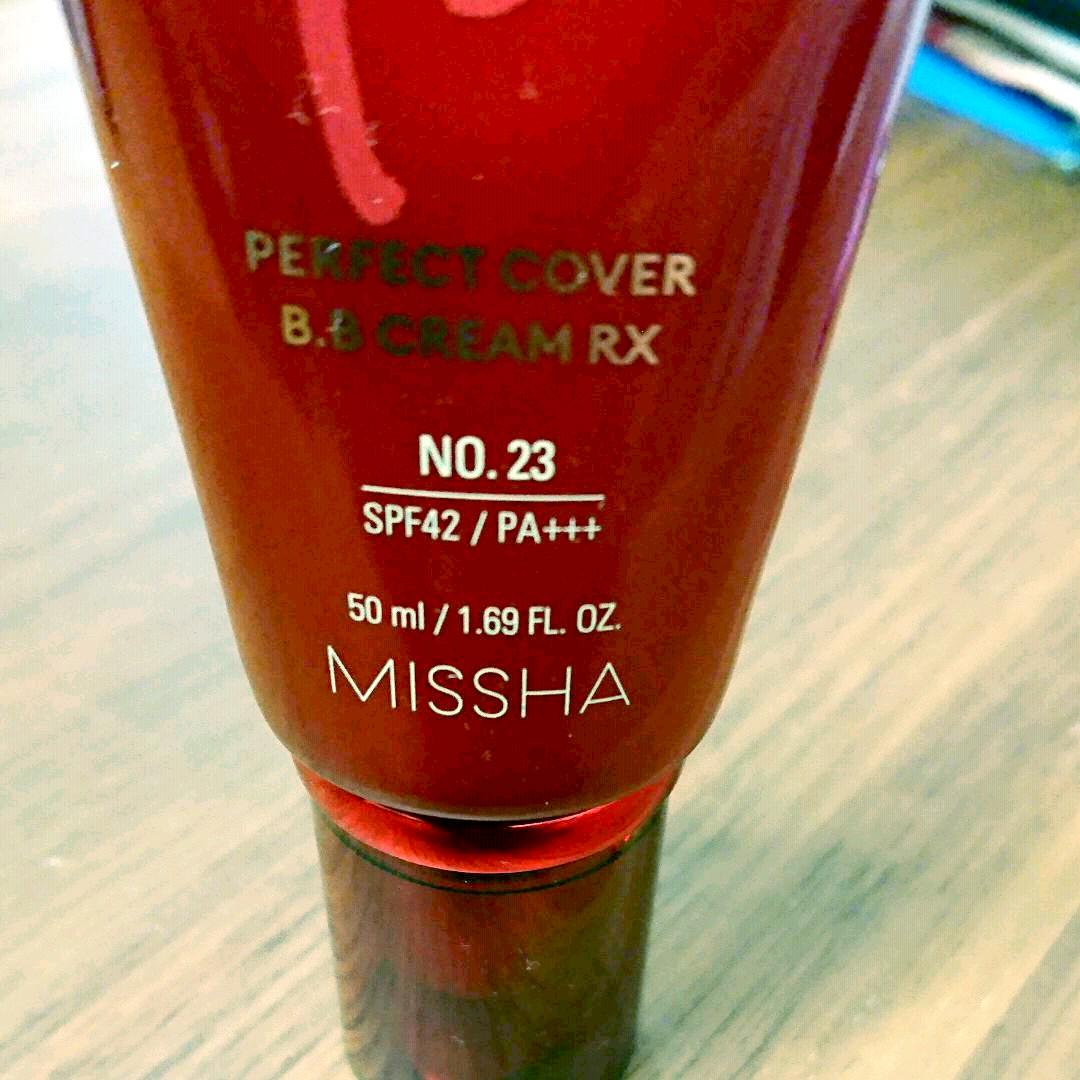 PERFECT COVER
B.B CREAM RX
NO. 23
SPF42 / PA+++
50 ml / 1.69 FL. OZ.
MISSHA